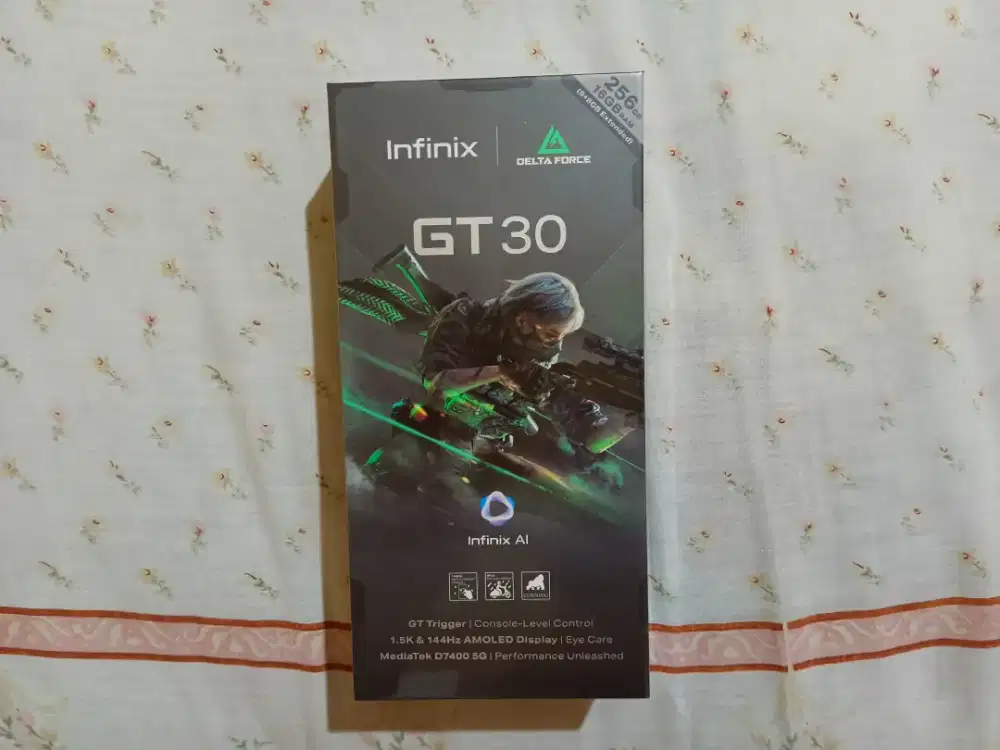 256GB
16GB RAM
(8+8GB Extended)
Infinix
DELTA FORCE
GT 30
Infinix AI
CORNING
GT Trigger | Console-Level Control
1.5K & 144Hz AMOLED Display | Eye Care
MediaTek D7400 5G | Performance Unleashed